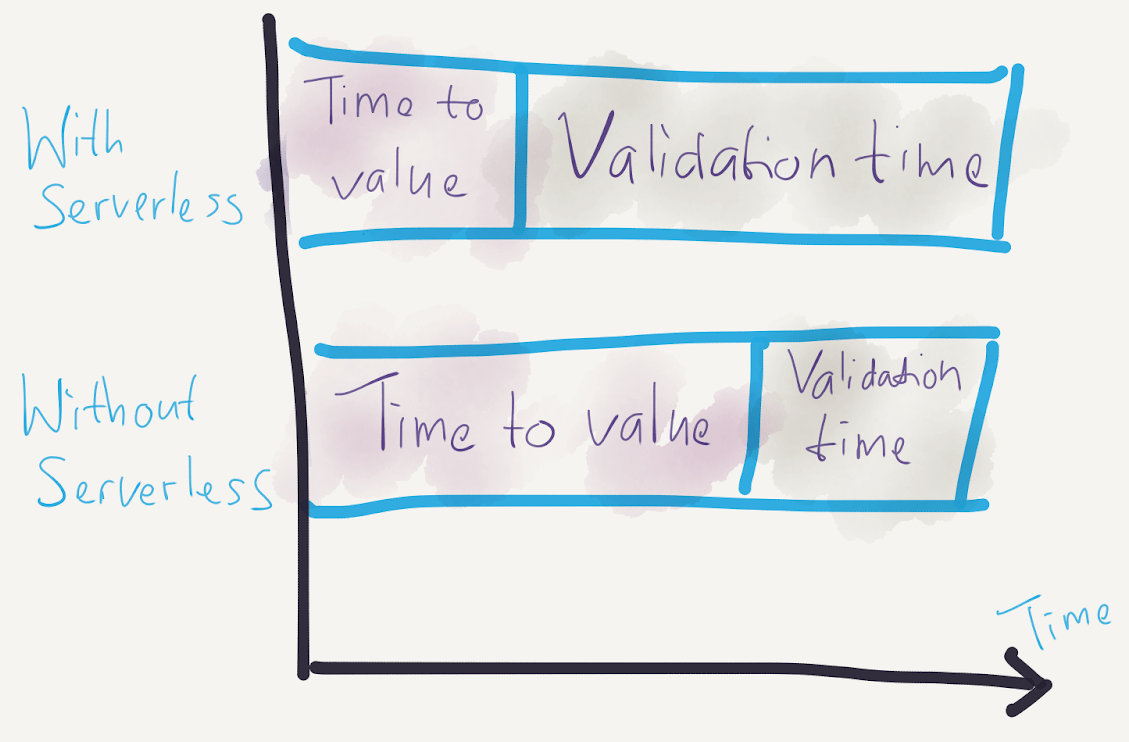 With
Serverless
Time to
value
Validation time
Without
Serverless
Time to value
Validation
time
Time